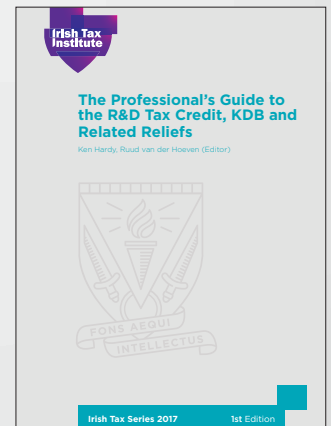 Irish Tax
Institute
The Professional's Guide to
the R&D Tax Credit, KDB and
Related Reliefs
Ken Hardy, Ruud van der Hoeven (Editor)
FONS AEQUI
INTELLECTUS
Irish Tax Series 2017 1st Edition